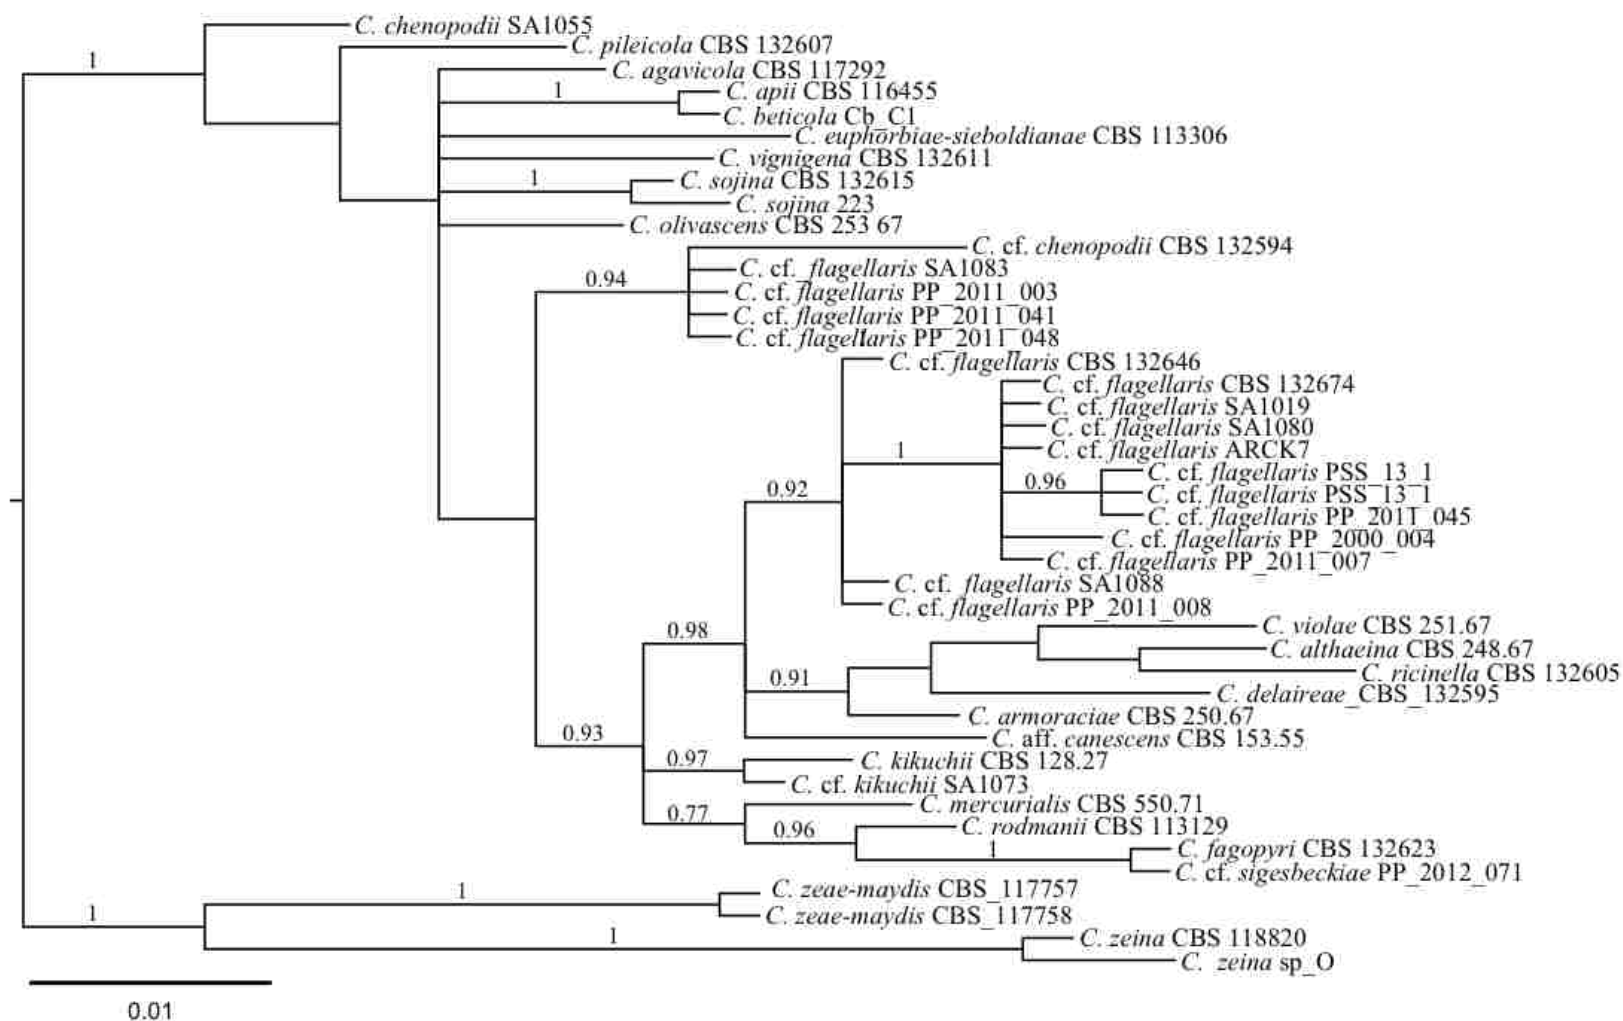 C. chenopodii SA1055
1
C. pileicola CBS 132607
C. agavicola CBS 117292
1
C. apii CBS 116455
C. beticola Cb_C1
C. euphorbiae-sieboldianae CBS 113306
C. vignigena CBS 132611
1
C. sojina CBS 132615
C. sojina 223
C. olivascens CBS 253 67
C. cf. chenopodii CBS 132594
0.94
C. cf. flagellaris SA1083
C. cf. flagellaris PP_2011_003
C. cf. flagellaris PP_2011_041
C. cf. flagellaris PP_2011_048
C. cf. flagellaris CBS 132646
C. cf. flagellaris CBS 132674
C. cf. flagellaris SA1019
C. cf. flagellaris SA1080
1
C. cf. flagellaris ARCK7
C. cf. flagellaris PSS_13_1
0.96
0.92
C. cf. flagellaris PSS_13_1
C. cf. flagellaris PP_2011_045
C. cf. flagellaris PP_2000_004
C. cf. flagellaris PP_2011_007
C. cf. flagellaris SA1088
C. cf. flagellaris PP_2011_008
0.98
C. violae CBS 251.67
C. althaeina CBS 248.67
C. ricinella CBS 132605
0.91
C. delaireae_CBS_132595
C. armoraciae CBS 250.67
0.93
C. aff. canescens CBS 153.55
0.97
C. kikuchii CBS 128.27
C. cf. kikuchii SA1073
0.77
C. mercurialis CBS 550.71
0.96
C. rodmanii CBS 113129
1
C. fagopyri CBS 132623
C. cf. sigesbeckiae PP_2012_071
1
C. zeae-maydis CBS_117757
1
C. zeae-maydis CBS_117758
1
C. zeina CBS 118820
C. zeina sp_O
0.01